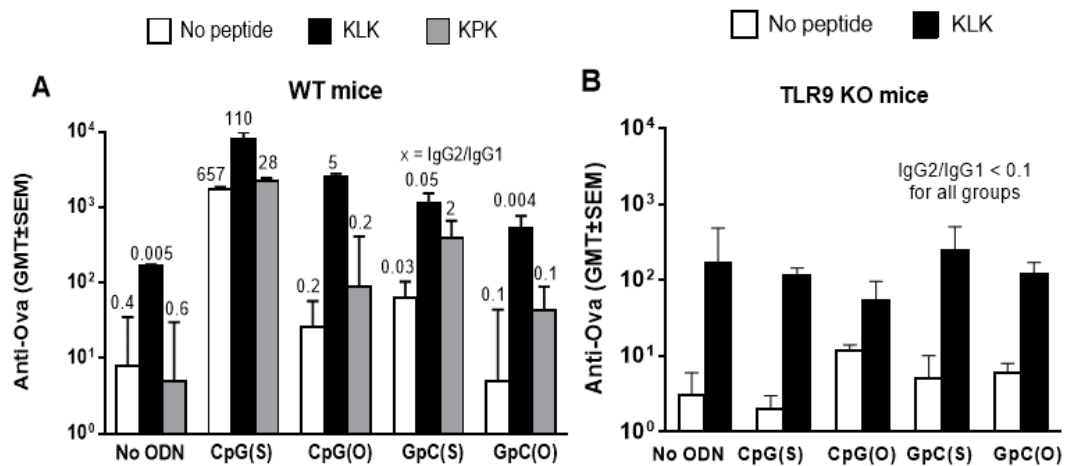 No peptide KLK KPK
No peptide KLK
A
WT mice
Anti-Ova (GMT±SEM)
10⁴
10³
10²
10¹
10⁰
x = IgG2/IgG1
0.4 0.005 0.6
657 110 28
0.2 5 0.2
0.03 0.05 2
0.1 0.004 0.1
No ODN CpG(S) CpG(O) GpC(S) GpC(O)
B
TLR9 KO mice
Anti-Ova (GMT±SEM)
10⁴
10³
10²
10¹
10⁰
IgG2/IgG1 < 0.1
for all groups
No ODN CpG(S) CpG(O) GpC(S) GpC(O)